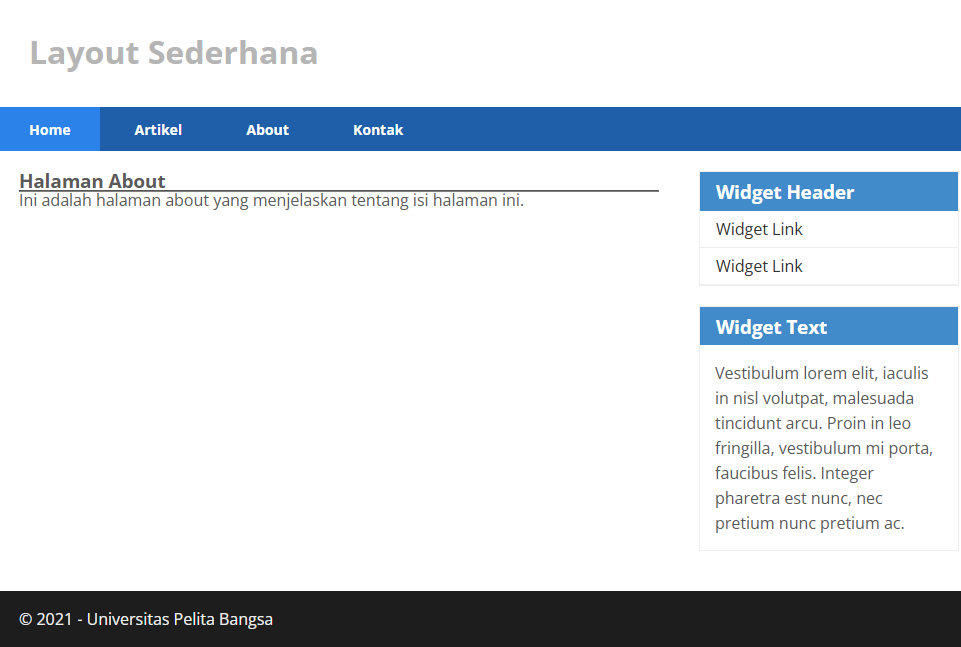 Layout Sederhana
Home Artikel About Kontak
Halaman About
Ini adalah halaman about yang menjelaskan tentang isi halaman ini.
Widget Header
Widget Link
Widget Link
Widget Text
Vestibulum lorem elit, iaculis
in nisl volutpat, malesuada
tincidunt arcu. Proin in leo
fringilla, vestibulum mi porta,
faucibus felis. Integer
pharetra est nunc, nec
pretium nunc pretium ac.
© 2021 - Universitas Pelita Bangsa